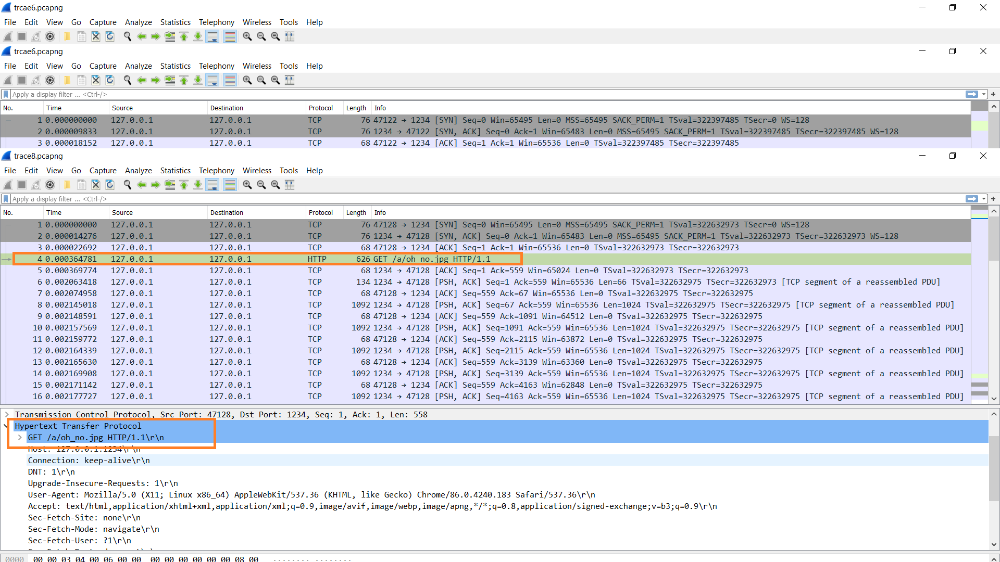 trcae6.pcapng
File Edit View Go Capture Analyze Statistics Telephony Wireless Tools Help
trcae6.pcapng
File Edit View Go Capture Analyze Statistics Telephony Wireless Tools Help
Apply a display filter ... <Ctrl-/>
No. Time Source Destination Protocol Length Info
1 0.000000000 127.0.0.1 127.0.0.1 TCP 76 47122 → 1234 [SYN] Seq=0 Win=65495 Len=0 MSS=65495 SACK_PERM=1 TSval=322397485 TSecr=0 WS=128
2 0.000009833 127.0.0.1 127.0.0.1 TCP 76 1234 → 47122 [SYN, ACK] Seq=0 Ack=1 Win=65483 Len=0 MSS=65495 SACK_PERM=1 TSval=322397485 TSecr=322397485 WS=128
3 0.000018152 127.0.0.1 127.0.0.1 TCP 68 47122 → 1234 [ACK] Seq=1 Ack=1 Win=65536 Len=0 TSval=322397485 TSecr=322397485
trace8.pcapng
File Edit View Go Capture Analyze Statistics Telephony Wireless Tools Help
Apply a display filter ... <Ctrl-/>
No. Time Source Destination Protocol Length Info
1 0.000000000 127.0.0.1 127.0.0.1 TCP 76 47128 → 1234 [SYN] Seq=0 Win=65495 Len=0 MSS=65495 SACK_PERM=1 TSval=322632973 TSecr=0 WS=128
2 0.000014276 127.0.0.1 127.0.0.1 TCP 76 1234 → 47128 [SYN, ACK] Seq=0 Ack=1 Win=65483 Len=0 MSS=65495 SACK_PERM=1 TSval=322632973 TSecr=322632973 WS=128
3 0.000022692 127.0.0.1 127.0.0.1 TCP 68 47128 → 1234 [ACK] Seq=1 Ack=1 Win=65536 Len=0 TSval=322632973 TSecr=322632973
4 0.000364781 127.0.0.1 127.0.0.1 HTTP 626 GET /a/oh no.jpg HTTP/1.1
5 0.000369774 127.0.0.1 127.0.0.1 TCP 68 1234 → 47128 [ACK] Seq=1 Ack=559 Win=65024 Len=0 TSval=322632973 TSecr=322632973
6 0.002063418 127.0.0.1 127.0.0.1 TCP 134 1234 → 47128 [PSH, ACK] Seq=1 Ack=559 Win=65536 Len=66 TSval=322632975 TSecr=322632973 [TCP segment of a reassembled PDU]
7 0.002074958 127.0.0.1 127.0.0.1 TCP 68 47128 → 1234 [ACK] Seq=559 Ack=67 Win=65536 Len=0 TSval=322632975 TSecr=322632975
8 0.002145018 127.0.0.1 127.0.0.1 TCP 1092 1234 → 47128 [PSH, ACK] Seq=67 Ack=559 Win=65536 Len=1024 TSval=322632975 TSecr=322632975 [TCP segment of a reassembled PDU]
9 0.002148591 127.0.0.1 127.0.0.1 TCP 68 47128 → 1234 [ACK] Seq=559 Ack=1091 Win=64512 Len=0 TSval=322632975 TSecr=322632975
10 0.002157569 127.0.0.1 127.0.0.1 TCP 1092 1234 → 47128 [PSH, ACK] Seq=1091 Ack=559 Win=65536 Len=1024 TSval=322632975 TSecr=322632975 [TCP segment of a reassembled PDU]
11 0.002159772 127.0.0.1 127.0.0.1 TCP 68 47128 → 1234 [ACK] Seq=559 Ack=2115 Win=63872 Len=0 TSval=322632975 TSecr=322632975
12 0.002164339 127.0.0.1 127.0.0.1 TCP 1092 1234 → 47128 [PSH, ACK] Seq=2115 Ack=559 Win=65536 Len=1024 TSval=322632975 TSecr=322632975 [TCP segment of a reassembled PDU]
13 0.002165630 127.0.0.1 127.0.0.1 TCP 68 47128 → 1234 [ACK] Seq=559 Ack=3139 Win=63360 Len=0 TSval=322632975 TSecr=322632975
14 0.002169908 127.0.0.1 127.0.0.1 TCP 1092 1234 → 47128 [PSH, ACK] Seq=3139 Ack=559 Win=65536 Len=1024 TSval=322632975 TSecr=322632975 [TCP segment of a reassembled PDU]
15 0.002171142 127.0.0.1 127.0.0.1 TCP 68 47128 → 1234 [ACK] Seq=559 Ack=4163 Win=62848 Len=0 TSval=322632975 TSecr=322632975
16 0.002177727 127.0.0.1 127.0.0.1 TCP 1092 1234 → 47128 [PSH, ACK] Seq=4163 Ack=559 Win=65536 Len=1024 TSval=322632975 TSecr=322632975 [TCP segment of a reassembled PDU]
Transmission Control Protocol, Src Port: 47128, Dst Port: 1234, Seq: 1, Ack: 1, Len: 558
Hypertext Transfer Protocol
GET /a/oh_no.jpg HTTP/1.1\r\n
Host: 127.0.0.1:1234\r\n
Connection: keep-alive\r\n
DNT: 1\r\n
Upgrade-Insecure-Requests: 1\r\n
User-Agent: Mozilla/5.0 (X11; Linux x86_64) AppleWebKit/537.36 (KHTML, like Gecko) Chrome/86.0.4240.183 Safari/537.36\r\n
Accept: text/html,application/xhtml+xml,application/xml;q=0.9,image/avif,image/webp,image/apng,*/*;q=0.8,application/signed-exchange;v=b3;q=0.9\r\n
Sec-Fetch-Site: none\r\n
Sec-Fetch-Mode: navigate\r\n
Sec-Fetch-User: ?1\r\n
0000 00 00 03 04 00 06 00 00 00 00 00 00 00 00 08 00 ········ ········